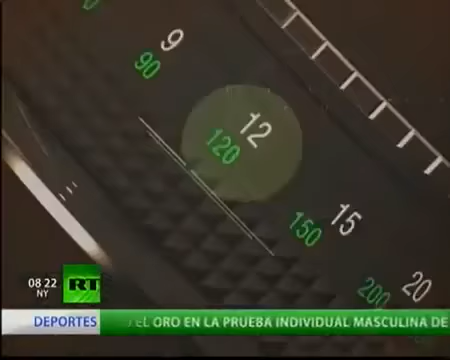 9
90
12
120
15
150
20
200
08:22
NY
RT
DEPORTES
EL ORO EN LA PRUEBA INDIVIDUAL MASCULINA DE